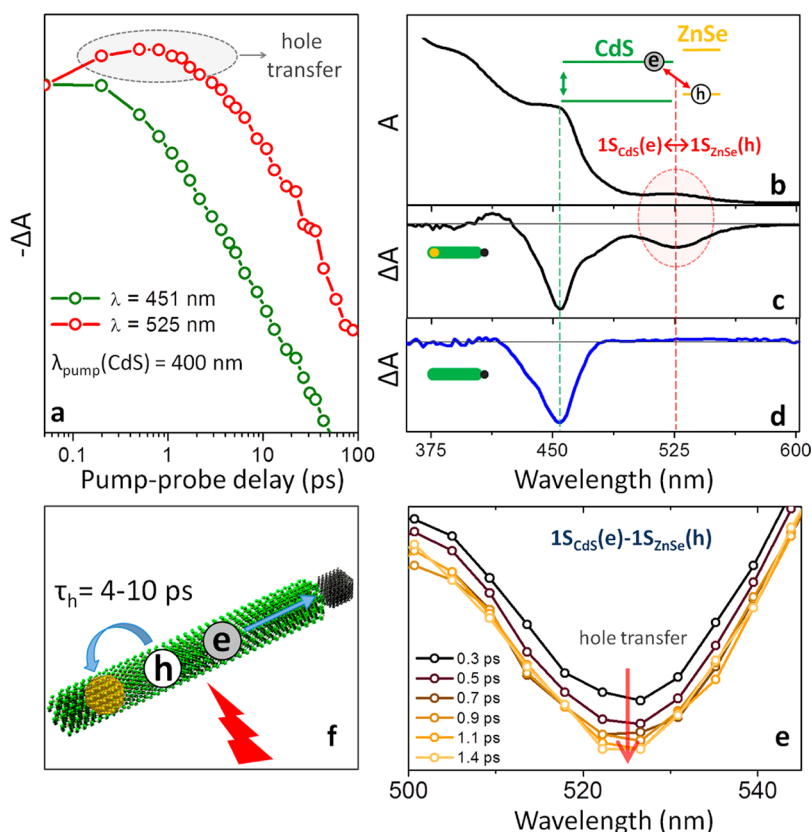 hole
transfer
-ΔA
λ = 451 nm
λ = 525 nm
λpump(CdS) = 400 nm
a
0.1 1 10 100
Pump-probe delay (ps)
ZnSe
CdS
e
h
A
1SCdS(e)↔1SZnSe(h)
b
ΔA
c
ΔA
d
375 450 525 600
Wavelength (nm)
τh= 4-10 ps
e
h
f
1SCdS(e)-1SZnSe(h)
hole transfer
0.3 ps
0.5 ps
0.7 ps
0.9 ps
1.1 ps
1.4 ps
e
500 520 540
Wavelength (nm)